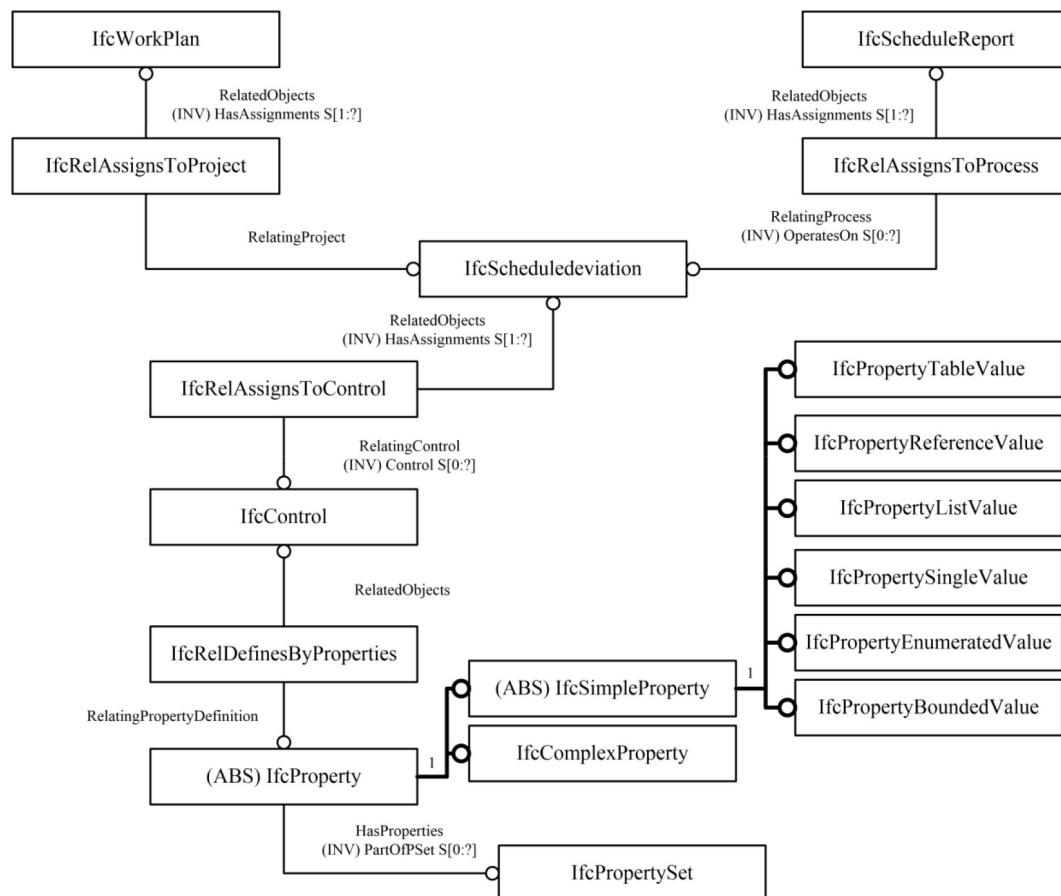 IfcWorkPlan
IfcScheduleReport
RelatedObjects
(INV) HasAssignments S[1:?]
RelatedObjects
(INV) HasAssignments S[1:?]
IfcRelAssignsToProject
IfcRelAssignsToProcess
RelatingProject
RelatingProcess
(INV) OperatesOn S[0:?]
IfcScheduledeviation
RelatedObjects
(INV) HasAssignments S[1:?]
IfcPropertyTableValue
IfcRelAssignsToControl
IfcPropertyReferenceValue
RelatingControl
(INV) Control S[0:?]
IfcPropertyListValue
IfcControl
IfcPropertySingleValue
RelatedObjects
IfcPropertyEnumeratedValue
IfcRelDefinesByProperties
(ABS) IfcSimpleProperty
1
IfcPropertyBoundedValue
RelatingPropertyDefinition
IfcComplexProperty
(ABS) IfcProperty
1
HasProperties
(INV) PartOfPSet S[0:?]
IfcPropertySet